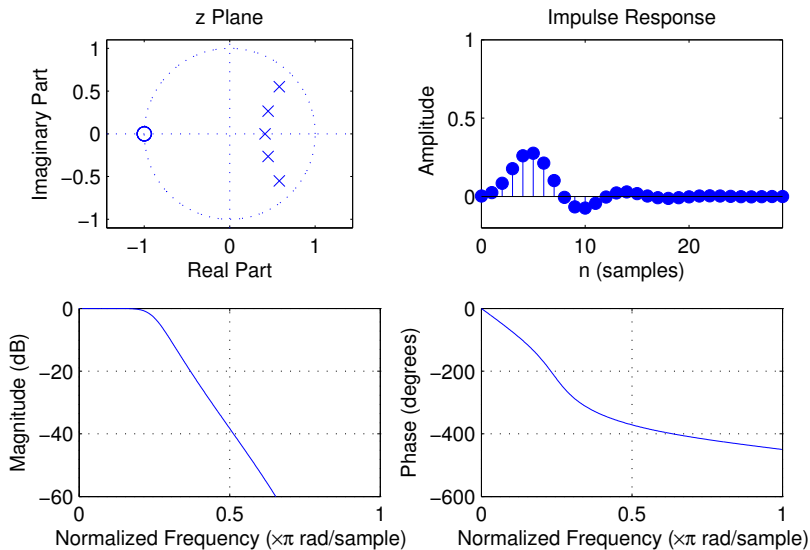 z Plane
1
0.5
0
−0.5
−1
−1
0
1
Imaginary Part
Real Part
Impulse Response
1
0.5
0
0
10
20
Amplitude
n (samples)
0
−20
−40
−60
0
0.5
1
Magnitude (dB)
Normalized Frequency (×π rad/sample)
0
−200
−400
−600
0
0.5
1
Phase (degrees)
Normalized Frequency (×π rad/sample)